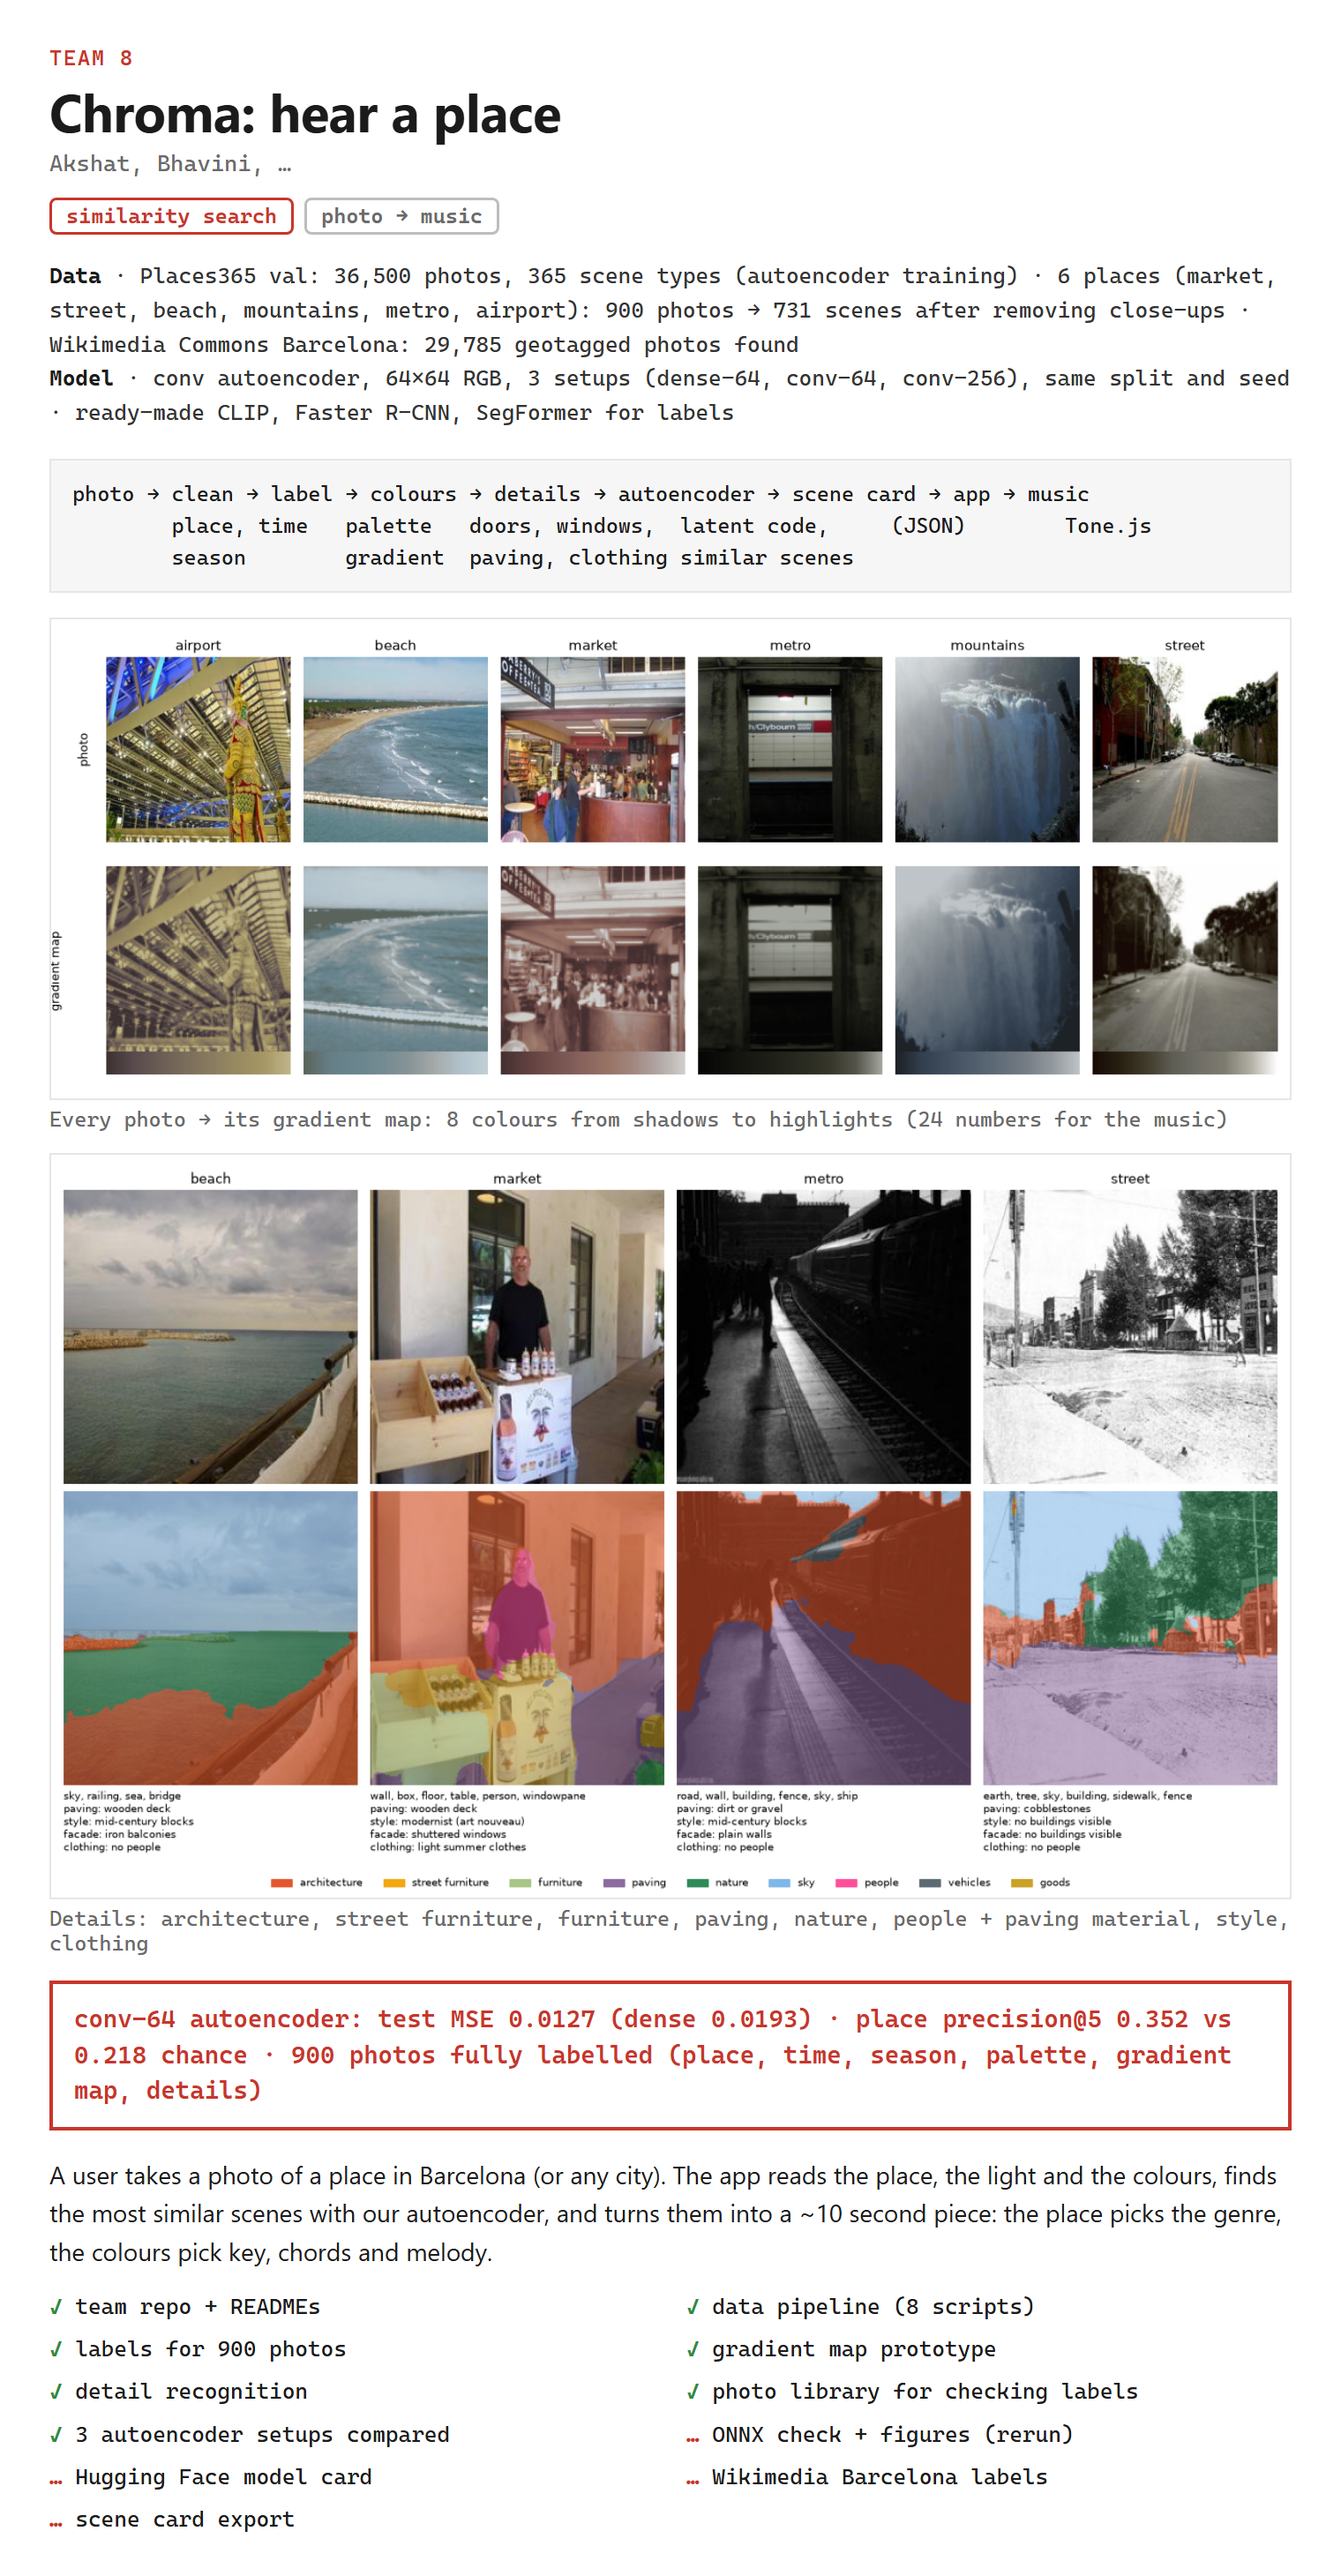 TEAM 8
Chroma: hear a place
Akshat, Bhavini, …
similarity search
photo → music
Data · Places365 val: 36,500 photos, 365 scene types (autoencoder training) · 6 places (market,
street, beach, mountains, metro, airport): 900 photos → 731 scenes after removing close-ups ·
Wikimedia Commons Barcelona: 29,785 geotagged photos found
Model · conv autoencoder, 64×64 RGB, 3 setups (dense-64, conv-64, conv-256), same split and seed
· ready-made CLIP, Faster R-CNN, SegFormer for labels
photo → clean → label → colours → details → autoencoder → scene card → app → music
place, time palette doors, windows, latent code, (JSON) Tone.js
season gradient paving, clothing similar scenes
airport beach market metro mountains street
photo
OFFEE
h/Clybourn
gradient map
OFFEE
h/Clybourn
Every photo → its gradient map: 8 colours from shadows to highlights (24 numbers for the music)
beach market metro street
sky, railing, sea, bridge
paving: wooden deck
style: mid-century blocks
facade: iron balconies
clothing: no people
wall, box, floor, table, person, windowpane
paving: wooden deck
style: modernist (art nouveau)
facade: shuttered windows
clothing: light summer clothes
road, wall, building, fence, sky, ship
paving: dirt or gravel
style: mid-century blocks
facade: plain walls
clothing: no people
earth, tree, sky, building, sidewalk, fence
paving: cobblestones
style: no buildings visible
facade: no buildings visible
clothing: no people
architecture street furniture furniture paving nature sky people vehicles goods
Details: architecture, street furniture, furniture, paving, nature, people + paving material, style,
clothing
conv-64 autoencoder: test MSE 0.0127 (dense 0.0193) · place precision@5 0.352 vs
0.218 chance · 900 photos fully labelled (place, time, season, palette, gradient
map, details)
A user takes a photo of a place in Barcelona (or any city). The app reads the place, the light and the colours, finds
the most similar scenes with our autoencoder, and turns them into a ~10 second piece: the place picks the genre,
the colours pick key, chords and melody.
✓ team repo + READMEs
✓ data pipeline (8 scripts)
✓ labels for 900 photos
✓ gradient map prototype
✓ detail recognition
✓ photo library for checking labels
✓ 3 autoencoder setups compared
… ONNX check + figures (rerun)
… Hugging Face model card
… Wikimedia Barcelona labels
… scene card export